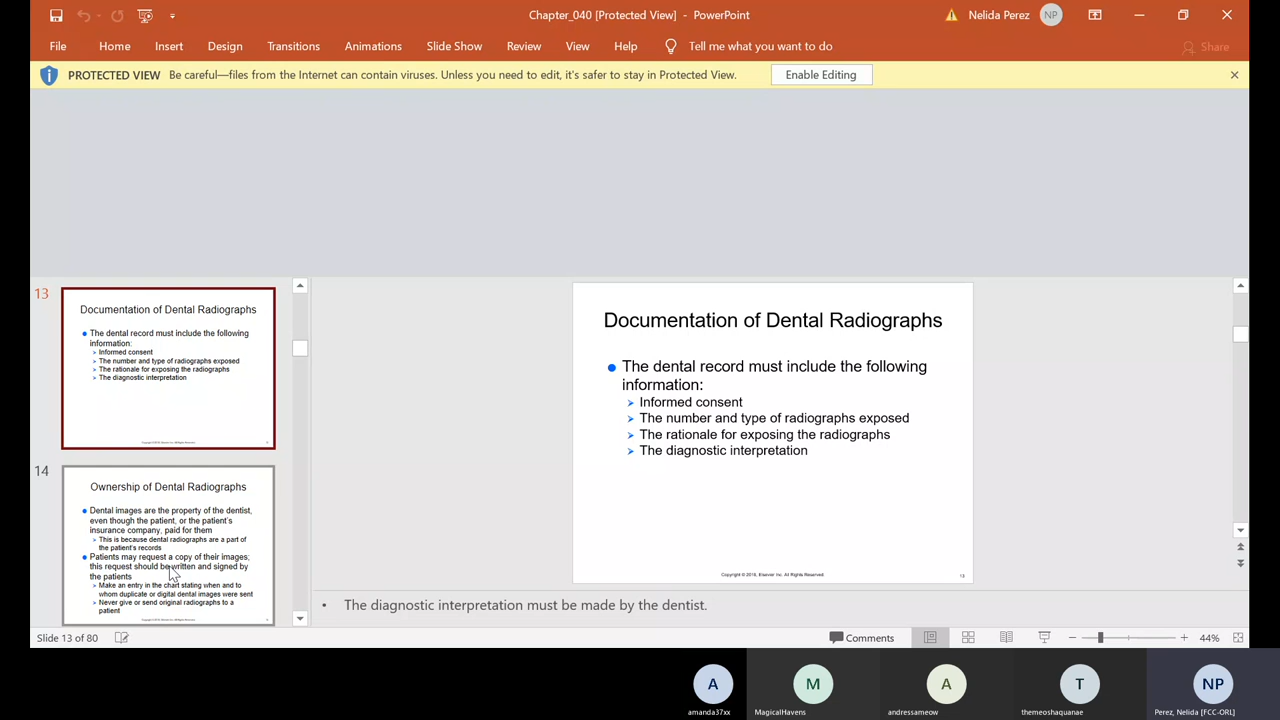 Chapter_040 [Protected View] - PowerPoint
Nelida Perez
NP
File Home Insert Design Transitions Animations Slide Show Review View Help Tell me what you want to do
Share
PROTECTED VIEW Be careful—files from the Internet can contain viruses. Unless you need to edit, it's safer to stay in Protected View.
Enable Editing
13
Documentation of Dental Radiographs
The dental record must include the following
information:
Informed consent
The number and type of radiographs exposed
The rationale for exposing the radiographs
The diagnostic interpretation
14
Ownership of Dental Radiographs
Dental images are the property of the dentist,
even though the patient, or the patient's
insurance company, paid for them
This is because dental radiographs are a part of
the patient's records
Patients may request a copy of their images;
this request should be written and signed by
the patients
Make an entry in the chart stating when and to
whom duplicate or digital dental images were sent
Never give or send original radiographs to a
patient
Documentation of Dental Radiographs
The dental record must include the following
information:
Informed consent
The number and type of radiographs exposed
The rationale for exposing the radiographs
The diagnostic interpretation
Copyright © 2018, Elsevier Inc. All Rights Reserved.
13
• The diagnostic interpretation must be made by the dentist.
Slide 13 of 80
Comments
44%
A
M
A
T
NP
amanda37xx
MagicalHavens
andressameow
themeoshaquanae
Perez, Nelida [FCC-ORL]